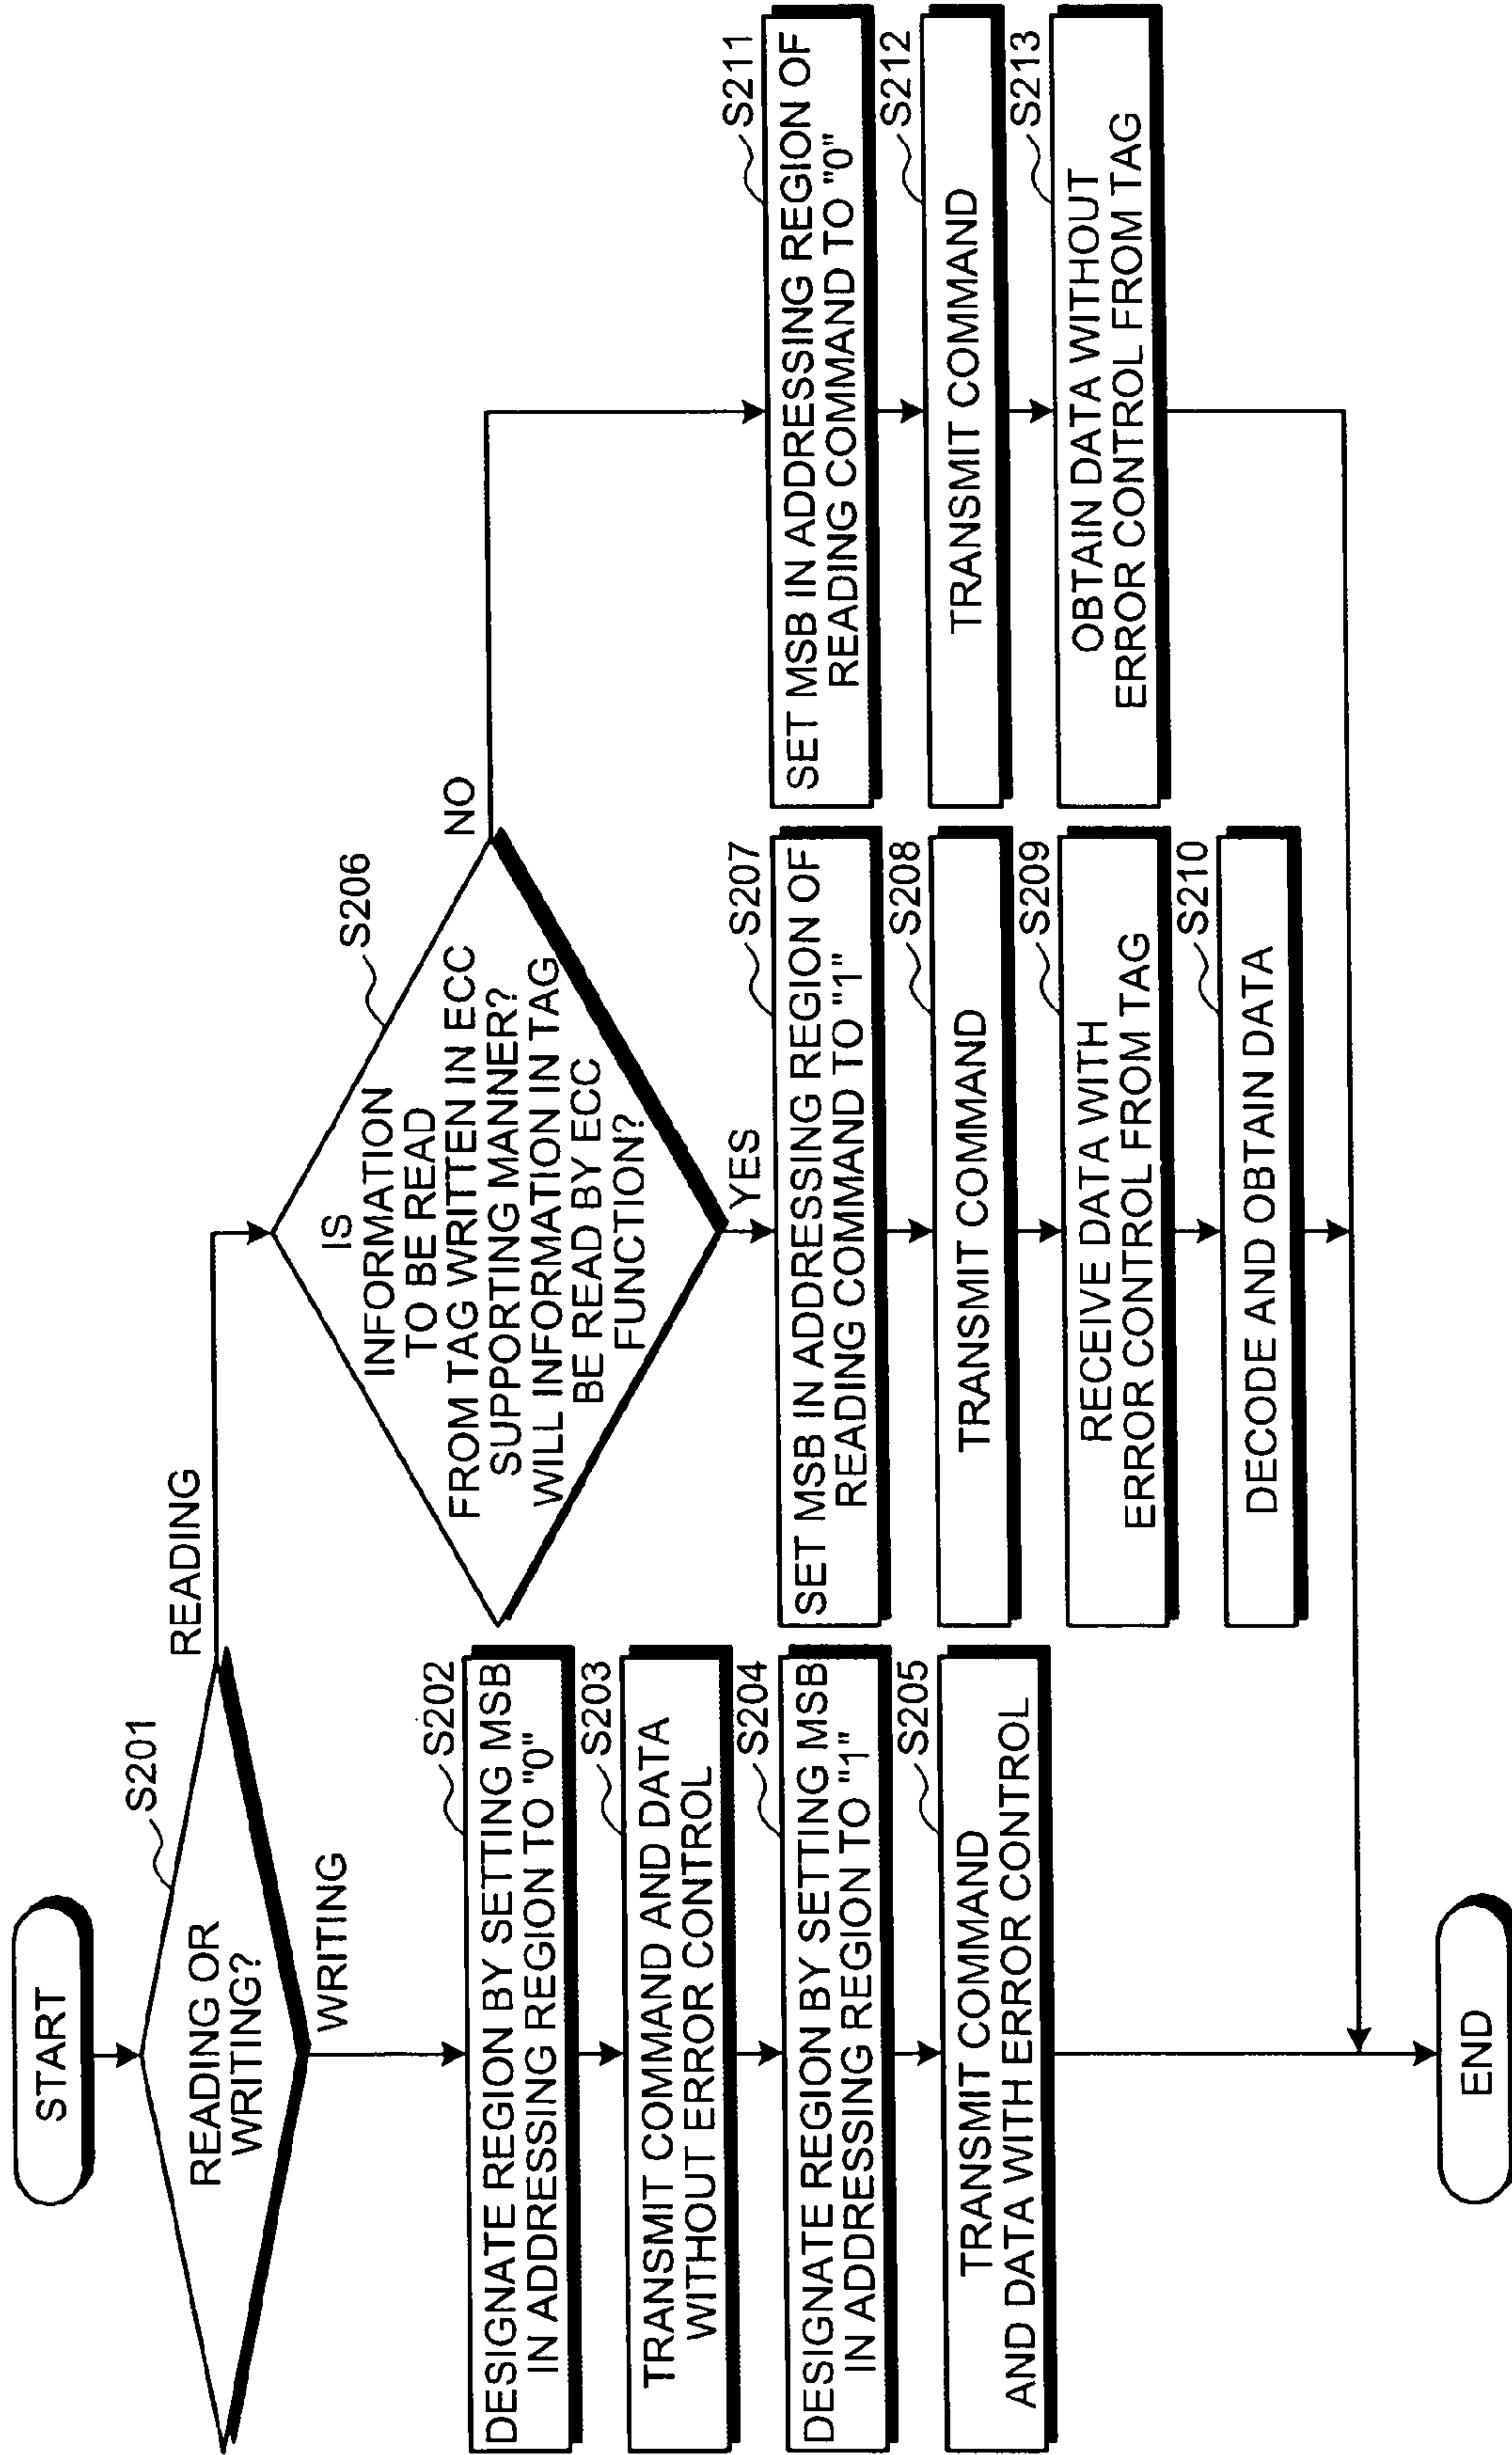 START
S201
READING OR
WRITING?
READING
WRITING
S202
DESIGNATE REGION BY SETTING MSB
IN ADDRESSING REGION TO "0"
S203
TRANSMIT COMMAND AND DATA
WITHOUT ERROR CONTROL
S204
DESIGNATE REGION BY SETTING MSB
IN ADDRESSING REGION TO "1"
S205
TRANSMIT COMMAND
AND DATA WITH ERROR CONTROL
S206
IS
INFORMATION
TO BE READ
FROM TAG WRITTEN IN ECC
SUPPORTING MANNER?
WILL INFORMATION IN TAG
BE READ BY ECC
FUNCTION?
NO
YES
S207
SET MSB IN ADDRESSING REGION OF
READING COMMAND TO "1"
S208
TRANSMIT COMMAND
S209
RECEIVE DATA WITH
ERROR CONTROL FROM TAG
S210
DECODE AND OBTAIN DATA
S211
SET MSB IN ADDRESSING REGION OF
READING COMMAND TO "0"
S212
TRANSMIT COMMAND
S213
OBTAIN DATA WITHOUT
ERROR CONTROL FROM TAG
END